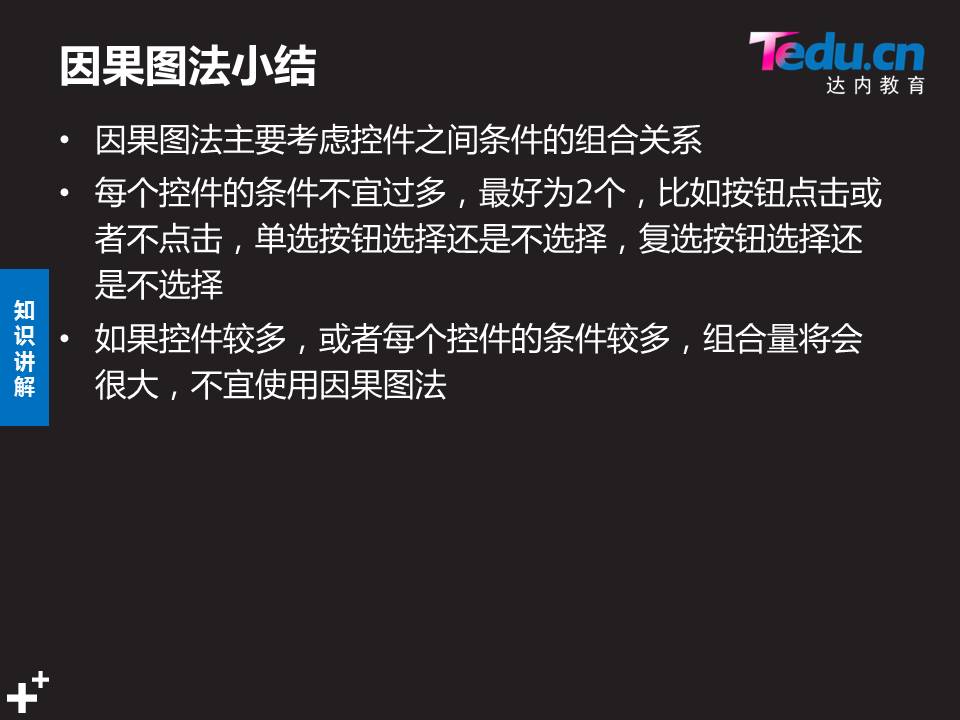 因果图法小结
Tedu.cn
达内教育
• 因果图法主要考虑控件之间条件的组合关系
• 每个控件的条件不宜过多，最好为2个，比如按钮点击或
者不点击，单选按钮选择还是不选择，复选按钮选择还
是不选择
知识讲解
• 如果控件较多，或者每个控件的条件较多，组合量将会
很大，不宜使用因果图法